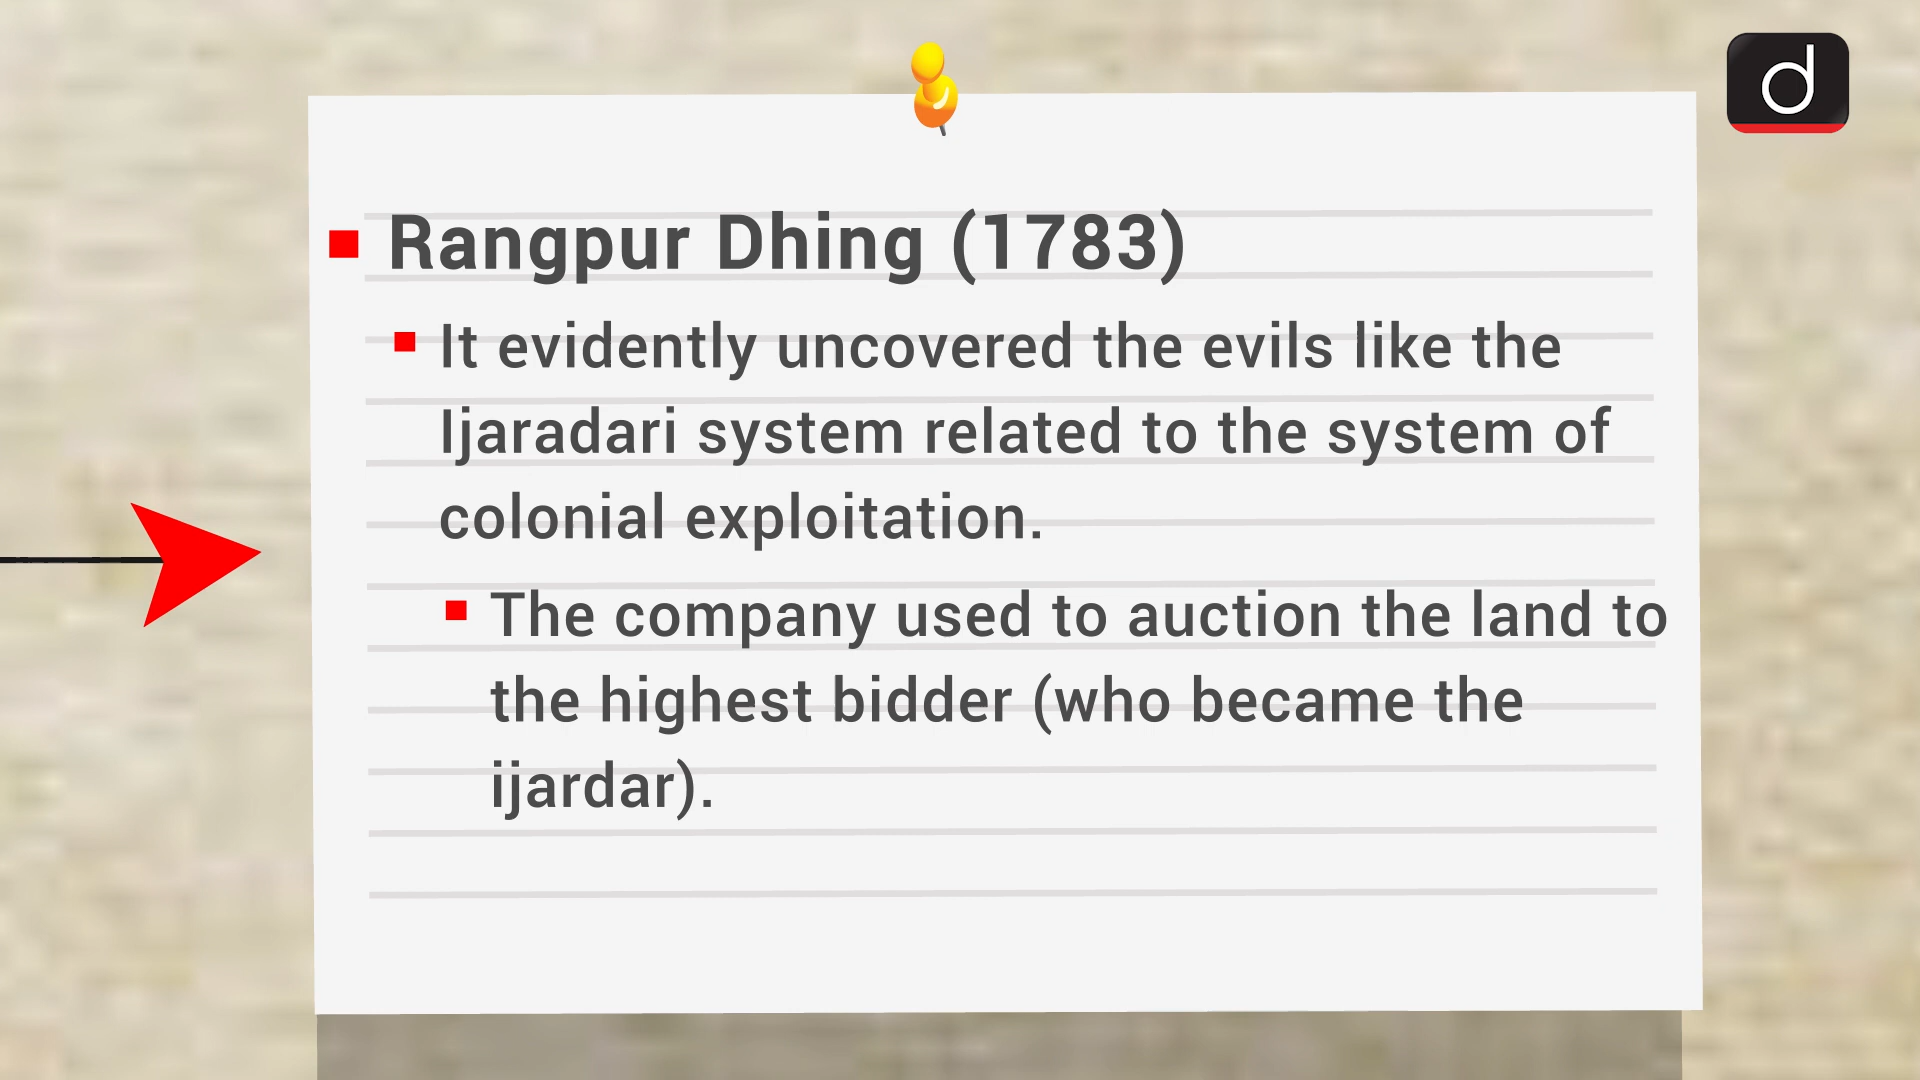 Rangpur Dhing (1783)
It evidently uncovered the evils like the
Ijaradari system related to the system of
colonial exploitation.
The company used to auction the land to
the highest bidder (who became the
ijardar).
d